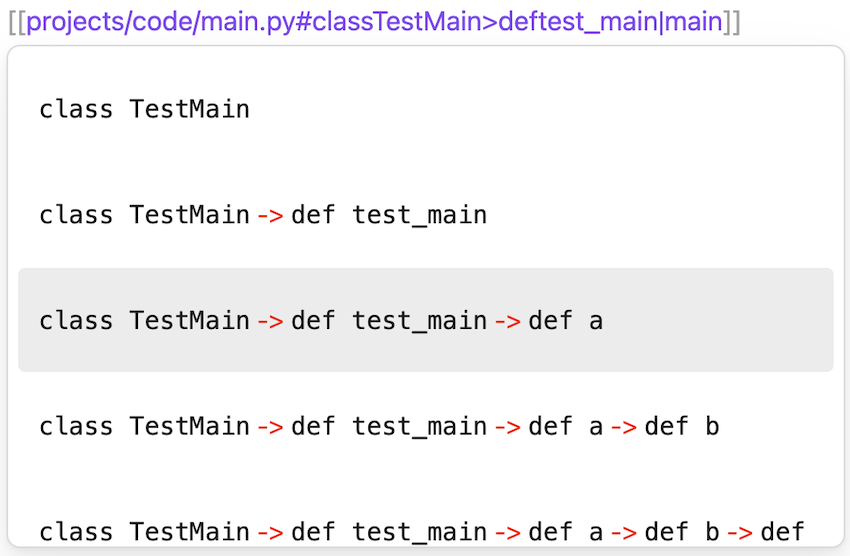 [[projects/code/main.py#classTestMain>deftest_main|main]]
class TestMain
class TestMain -> def test_main
class TestMain -> def test_main -> def a
class TestMain -> def test_main -> def a -> def b
class TestMain -> def test_main -> def a -> def b -> def